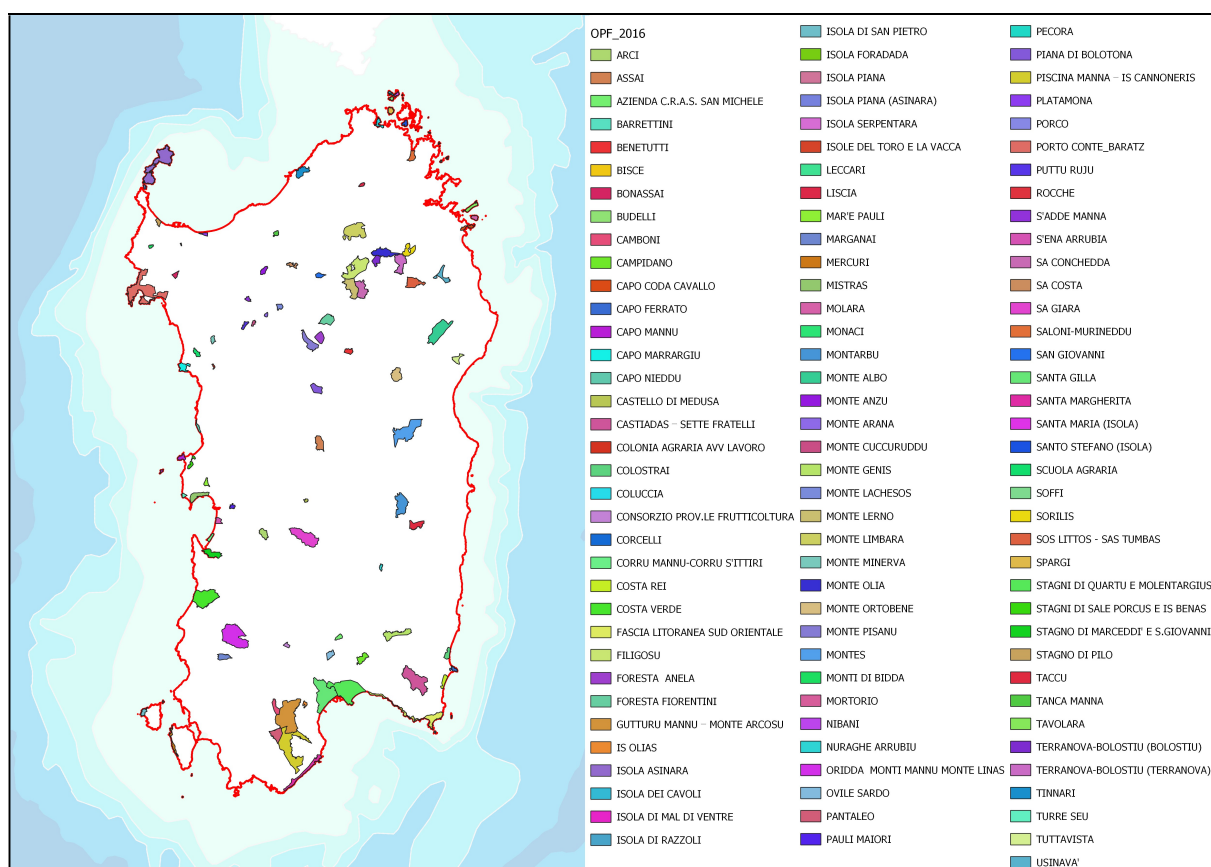 OPF_2016
ARCI
ASSAI
AZIENDA C.R.A.S. SAN MICHELE
BARRETTINI
BENETUTTI
BISCE
BONASSAI
BUDELLI
CAMBONI
CAMPIDANO
CAPO CODA CAVALLO
CAPO FERRATO
CAPO MANNU
CAPO MARRARGIU
CAPO NIEDDU
CASTELLO DI MEDUSA
CASTIADAS – SETTE FRATELLI
COLONIA AGRARIA AVV LAVORO
COLOSTRAI
COLUCCIA
CONSORZIO PROV.LE FRUTTICOLTURA
CORCELLI
CORRU MANNU-CORRU S'ITTIRI
COSTA REI
COSTA VERDE
FASCIA LITORANEA SUD ORIENTALE
FILIGOSU
FORESTA  ANELA
FORESTA FIORENTINI
GUTTURU MANNU – MONTE ARCOSU
IS OLIAS
ISOLA ASINARA
ISOLA DEI CAVOLI
ISOLA DI MAL DI VENTRE
ISOLA DI RAZZOLI
ISOLA DI SAN PIETRO
ISOLA FORADADA
ISOLA PIANA
ISOLA PIANA (ASINARA)
ISOLA SERPENTARA
ISOLE DEL TORO E LA VACCA
LECCARI
LISCIA
MAR'E PAULI
MARGANAI
MERCURI
MISTRAS
MOLARA
MONACI
MONTARBU
MONTE ALBO
MONTE ANZU
MONTE ARANA
MONTE CUCCURUDDU
MONTE GENIS
MONTE LACHESOS
MONTE LERNO
MONTE LIMBARA
MONTE MINERVA
MONTE OLIA
MONTE ORTOBENE
MONTE PISANU
MONTES
MONTI DI BIDDA
MORTORIO
NIBANI
NURAGHE ARRUBIU
ORIDDA  MONTI MANNU MONTE LINAS
OVILE SARDO
PANTALEO
PAULI MAIORI
PECORA
PIANA DI BOLOTONA
PISCINA MANNA – IS CANNONERIS
PLATAMONA
PORCO
PORTO CONTE_BARATZ
PUTTU RUJU
ROCCHE
S'ADDE MANNA
S'ENA ARRUBIA
SA CONCHEDDA
SA COSTA
SA GIARA
SALONI-MURINEDDU
SAN GIOVANNI
SANTA GILLA
SANTA MARGHERITA
SANTA MARIA (ISOLA)
SANTO STEFANO (ISOLA)
SCUOLA AGRARIA
SOFFI
SORILIS
SOS LITTOS - SAS TUMBAS
SPARGI
STAGNI DI QUARTU E MOLENTARGIUS
STAGNI DI SALE PORCUS E IS BENAS
STAGNO DI MARCEDDI' E S.GIOVANNI
STAGNO DI PILO
TACCU
TANCA MANNA
TAVOLARA
TERRANOVA-BOLOSTIU (BOLOSTIU)
TERRANOVA-BOLOSTIU (TERRANOVA)
TINNARI
TURRE SEU
TUTTAVISTA
USINAVA'